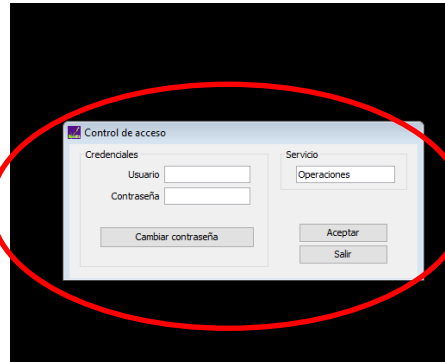 Control de acceso
Credenciales
Usuario
Contraseña
Cambiar contraseña
Servicio
Operaciones
Aceptar
Salir